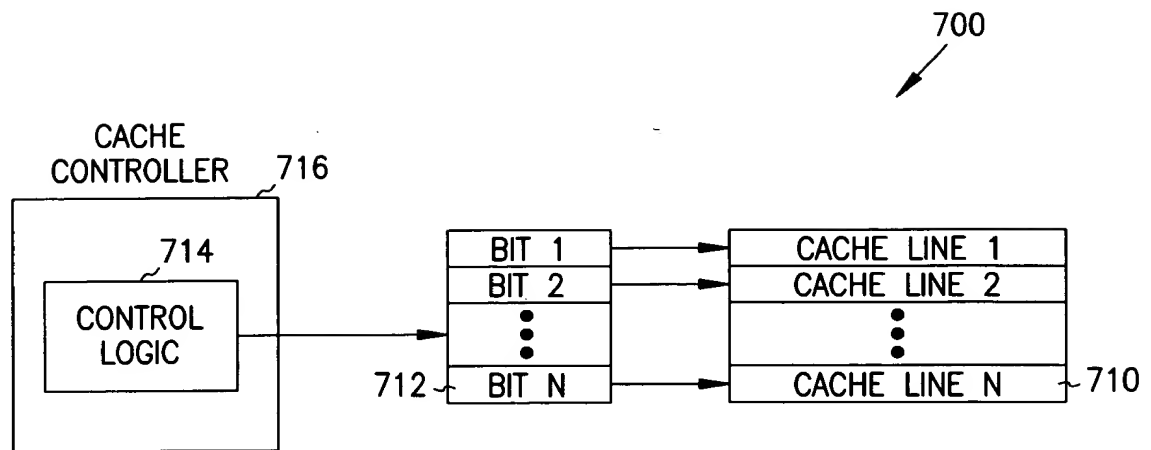 700
CACHE
CONTROLLER
716
714
CONTROL
LOGIC
BIT 1
BIT 2
712
BIT N
CACHE LINE 1
CACHE LINE 2
CACHE LINE N
710